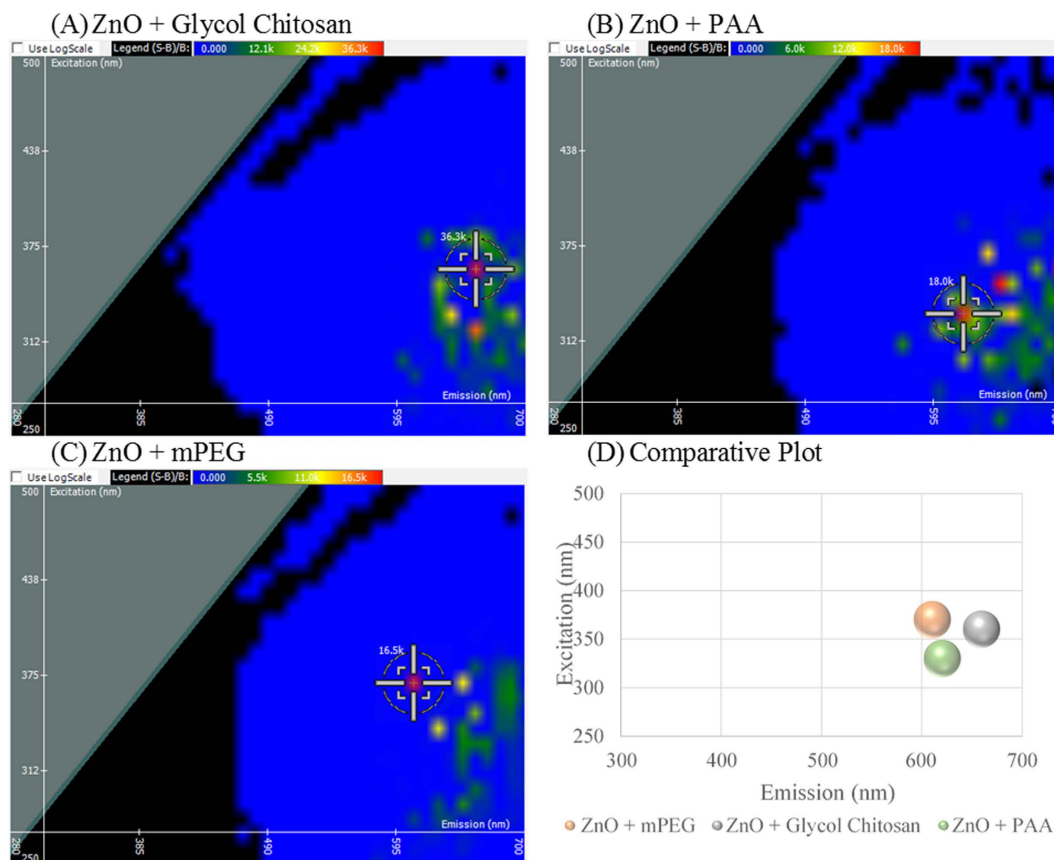 (A) ZnO + Glycol Chitosan
Use LogScale Legend (S-B)/B: 0.000 12.1k 24.2k 36.3k
500 Excitation (nm)
438
375
312
250
36.3k
Emission (nm)
280 385 490 595 700
(B) ZnO + PAA
Use LogScale Legend (S-B)/B: 0.000 6.0k 12.0k 18.0k
500 Excitation (nm)
438
375
312
250
18.0k
Emission (nm)
280 385 490 595 700
(C) ZnO + mPEG
Use LogScale Legend (S-B)/B: 0.000 5.5k 11.0k 16.5k
500 Excitation (nm)
438
375
312
250
16.5k
Emission (nm)
280 385 490 595 700
(D) Comparative Plot
Excitation (nm)
500
450
400
350
300
250
300 400 500 600 700
Emission (nm)
ZnO + mPEG ZnO + Glycol Chitosan ZnO + PAA